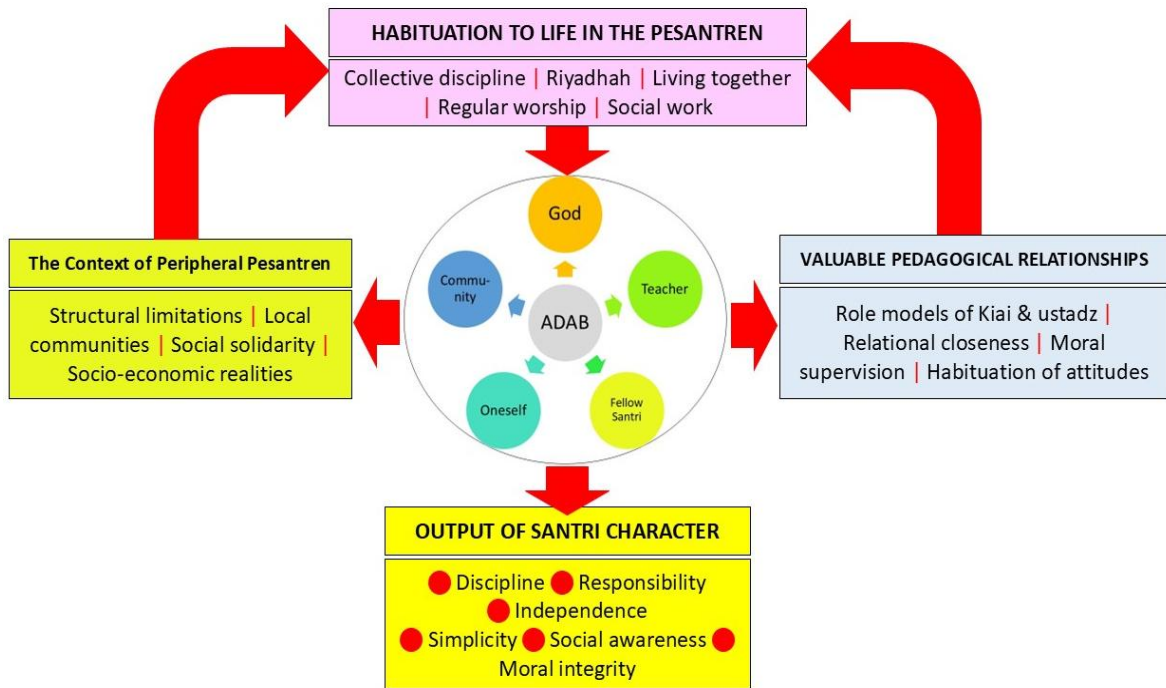 HABITUATION TO LIFE IN THE PESANTREN
Collective discipline | Riyadhah | Living together
| Regular worship | Social work
The Context of Peripheral Pesantren
Structural limitations | Local
communities | Social solidarity |
Socio-economic realities
God
Commu-
nity
Teacher
ADAB
Oneself
Fellow
Santri
VALUABLE PEDAGOGICAL RELATIONSHIPS
Role models of Kiai & ustadz |
Relational closeness | Moral
supervision | Habituation of attitudes
OUTPUT OF SANTRI CHARACTER
● Discipline ● Responsibility
● Independence
● Simplicity ● Social awareness ●
Moral integrity